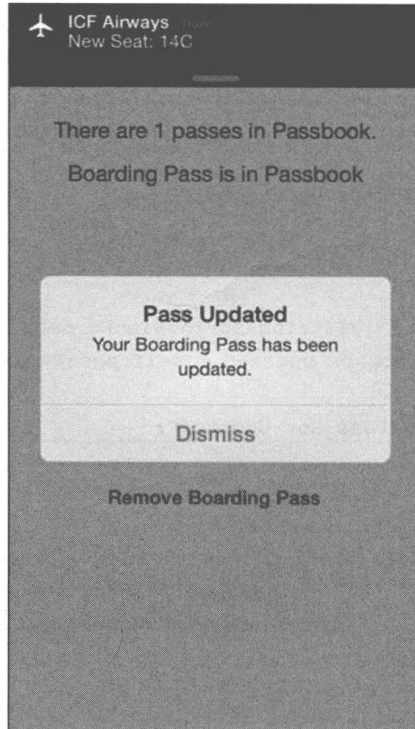 ICF Airways now
New Seat: 14C
There are 1 passes in Passbook.
Boarding Pass is in Passbook
Pass Updated
Your Boarding Pass has been
updated.
Dismiss
Remove Boarding Pass